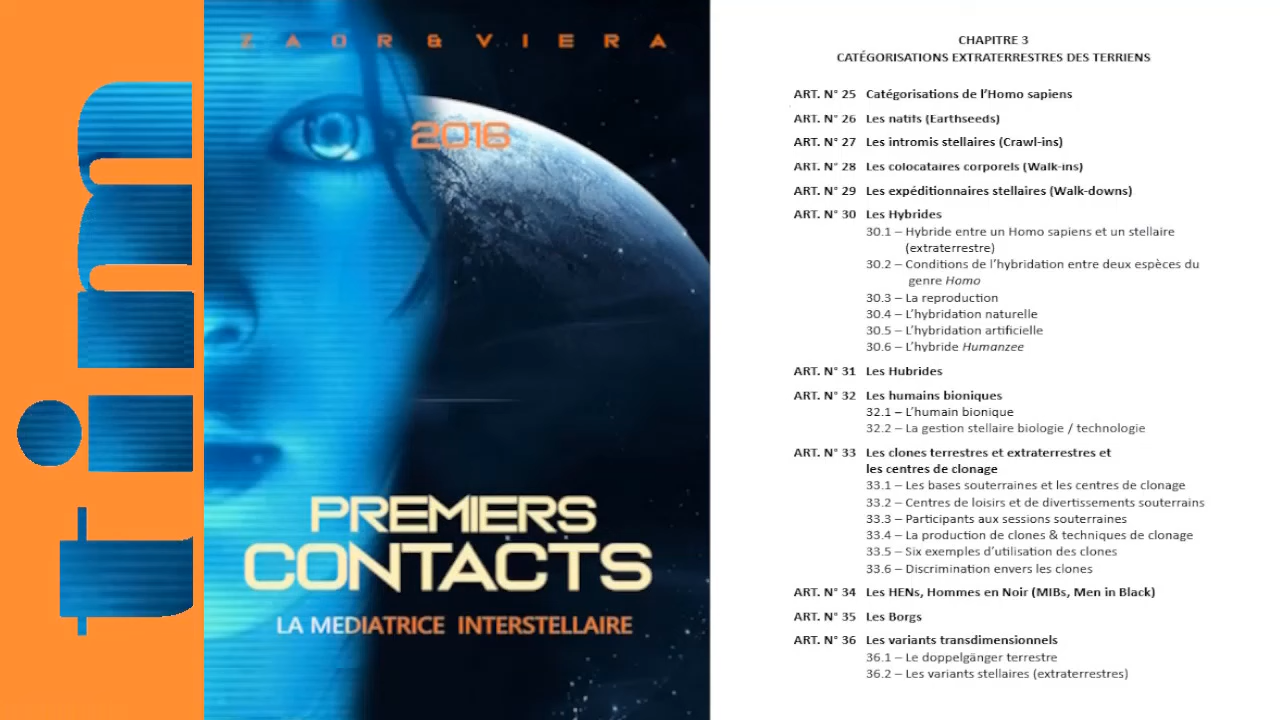 tim
ZAOR & VIERA
2016
PREMIERS
CONTACTS
LA MEDIATRICE INTERSTELLAIRE
CHAPITRE 3
CATÉGORISATIONS EXTRATERRESTRES DES TERRIENS
ART. N° 25 Catégorisations de l'Homo sapiens
ART. N° 26 Les natifs (Earthseeds)
ART. N° 27 Les intromis stellaires (Crawl-ins)
ART. N° 28 Les colocataires corporels (Walk-ins)
ART. N° 29 Les expéditionnaires stellaires (Walk-downs)
ART. N° 30 Les Hybrides
30.1 – Hybride entre un Homo sapiens et un stellaire
(extraterrestre)
30.2 – Conditions de l'hybridation entre deux espèces du
genre Homo
30.3 – La reproduction
30.4 – L'hybridation naturelle
30.5 – L'hybridation artificielle
30.6 – L'hybride Humanzee
ART. N° 31 Les Hubrides
ART. N° 32 Les humains bioniques
32.1 – L'humain bionique
32.2 – La gestion stellaire biologie / technologie
ART. N° 33 Les clones terrestres et extraterrestres et
les centres de clonage
33.1 – Les bases souterraines et les centres de clonage
33.2 – Centres de loisirs et de divertissements souterrains
33.3 – Participants aux sessions souterraines
33.4 – La production de clones & techniques de clonage
33.5 – Six exemples d'utilisation des clones
33.6 – Discrimination envers les clones
ART. N° 34 Les HENs, Hommes en Noir (MIBs, Men in Black)
ART. N° 35 Les Borgs
ART. N° 36 Les variants transdimensionnels
36.1 – Le doppelgänger terrestre
36.2 – Les variants stellaires (extraterrestres)